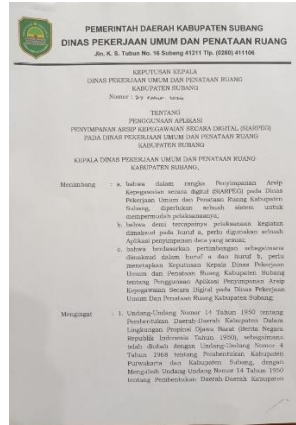 PEMERINTAH DAERAH KABUPATEN SUBANG
DINAS PEKERJAAN UMUM DAN PENATAAN RUANG
Jln. K. S. Tubun No. 16 Subang 41211 Tlp. (0260) 411106
KEPUTUSAN KEPALA
DINAS PEKERJAAN UMUM DAN PENATAAN RUANG
KABUPATEN SUBANG
Nomor :
TENTANG
PENGGUNAAN APLIKASI
PENYIMPANAN ARSIP KEPEGAWAIAN SECARA DIGITAL (SIARPEG)
PADA DINAS PEKERJAAN UMUM DAN PENATAAN RUANG
KABUPATEN SUBANG
KEPALA DINAS PEKERJAAN UMUM DAN PENATAAN RUANG
KABUPATEN SUBANG,
Menimbang : a. bahwa dalam rangka Penyimpanan Arsip
Kepegawaian secara digital (SIARPEG) pada Dinas
Pekerjaan Umum dan Penataan Ruang Kabupaten
Subang, diperlukan sebuah sistem untuk
mempermudah pelaksanaannya;
b. bahwa demi tercapainya pelaksanaan kegiatan
dimaksud pada huruf a, perlu digunakan sebuah
Aplikasi penyimpanan data yang sesuai;
c. bahwa berdasarkan pertimbangan sebagaimana
dimaksud dalam huruf a dan huruf b, perlu
menetapkan Keputusan Kepala Dinas Pekerjaan
Umum dan Penataan Ruang Kabupaten Subang
tentang Penggunaan Aplikasi Penyimpanan Arsip
Kepegawaian Secara Digital pada Dinas Pekerjaan
Umum Dan Penataan Ruang Kabupaten Subang;
Mengingat : 1. Undang-Undang Nomor 14 Tahun 1950 tentang
Pembentukan Daerah-Daerah Kabupaten Dalam
Lingkungan Propinsi Djawa Barat (Berita Negara
Republik Indonesia Tahun 1950), sebagaimana
telah diubah dengan Undang-Undang Nomor 4
Tahun 1968 tentang Pembentukan Kabupaten
Purwakarta dan Kabupaten Subang, dengan
Mengubah Undang-Undang Nomor 14 Tahun 1950
tentang Pembentukan Daerah-Daerah Kabupaten